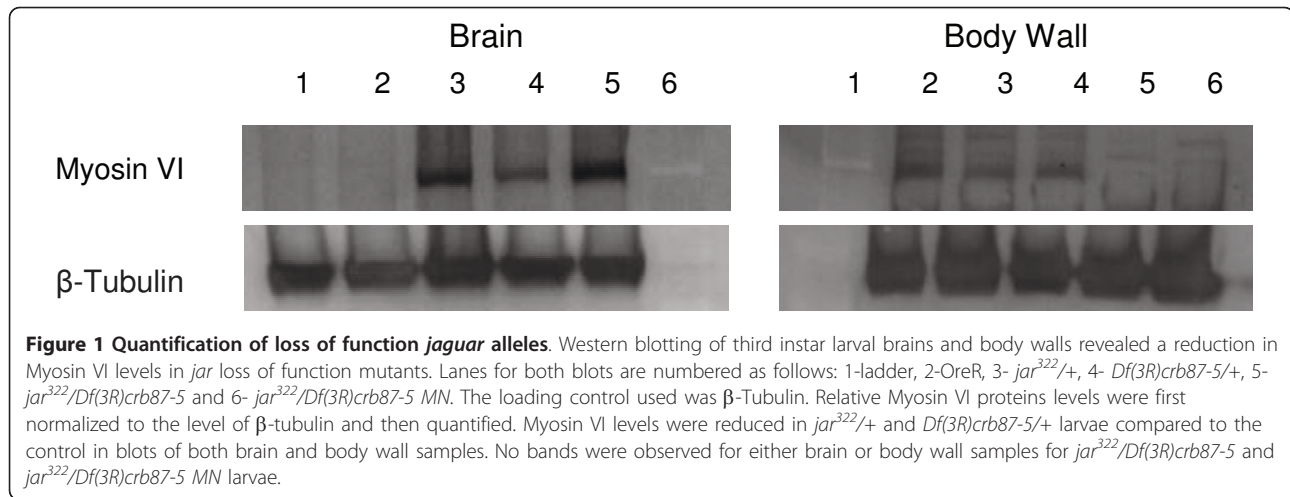 Brain Body Wall
1 2 3 4 5 6 1 2 3 4 5 6
Myosin VI
β-Tubulin
Figure 1 Quantification of loss of function jaguar alleles. Western blotting of third instar larval brains and body walls revealed a reduction in
Myosin VI levels in jar loss of function mutants. Lanes for both blots are numbered as follows: 1-ladder, 2-OreR, 3- jar³²²/+, 4- Df(3R)crb87-5/+, 5-
jar³²²/Df(3R)crb87-5 and 6- jar³²²/Df(3R)crb87-5 MN. The loading control used was β-Tubulin. Relative Myosin VI proteins levels were first
normalized to the level of β-tubulin and then quantified. Myosin VI levels were reduced in jar³²²/+ and Df(3R)crb87-5/+ larvae compared to the
control in blots of both brain and body wall samples. No bands were observed for either brain or body wall samples for jar³²²/Df(3R)crb87-5 and
jar³²²/Df(3R)crb87-5 MN larvae.